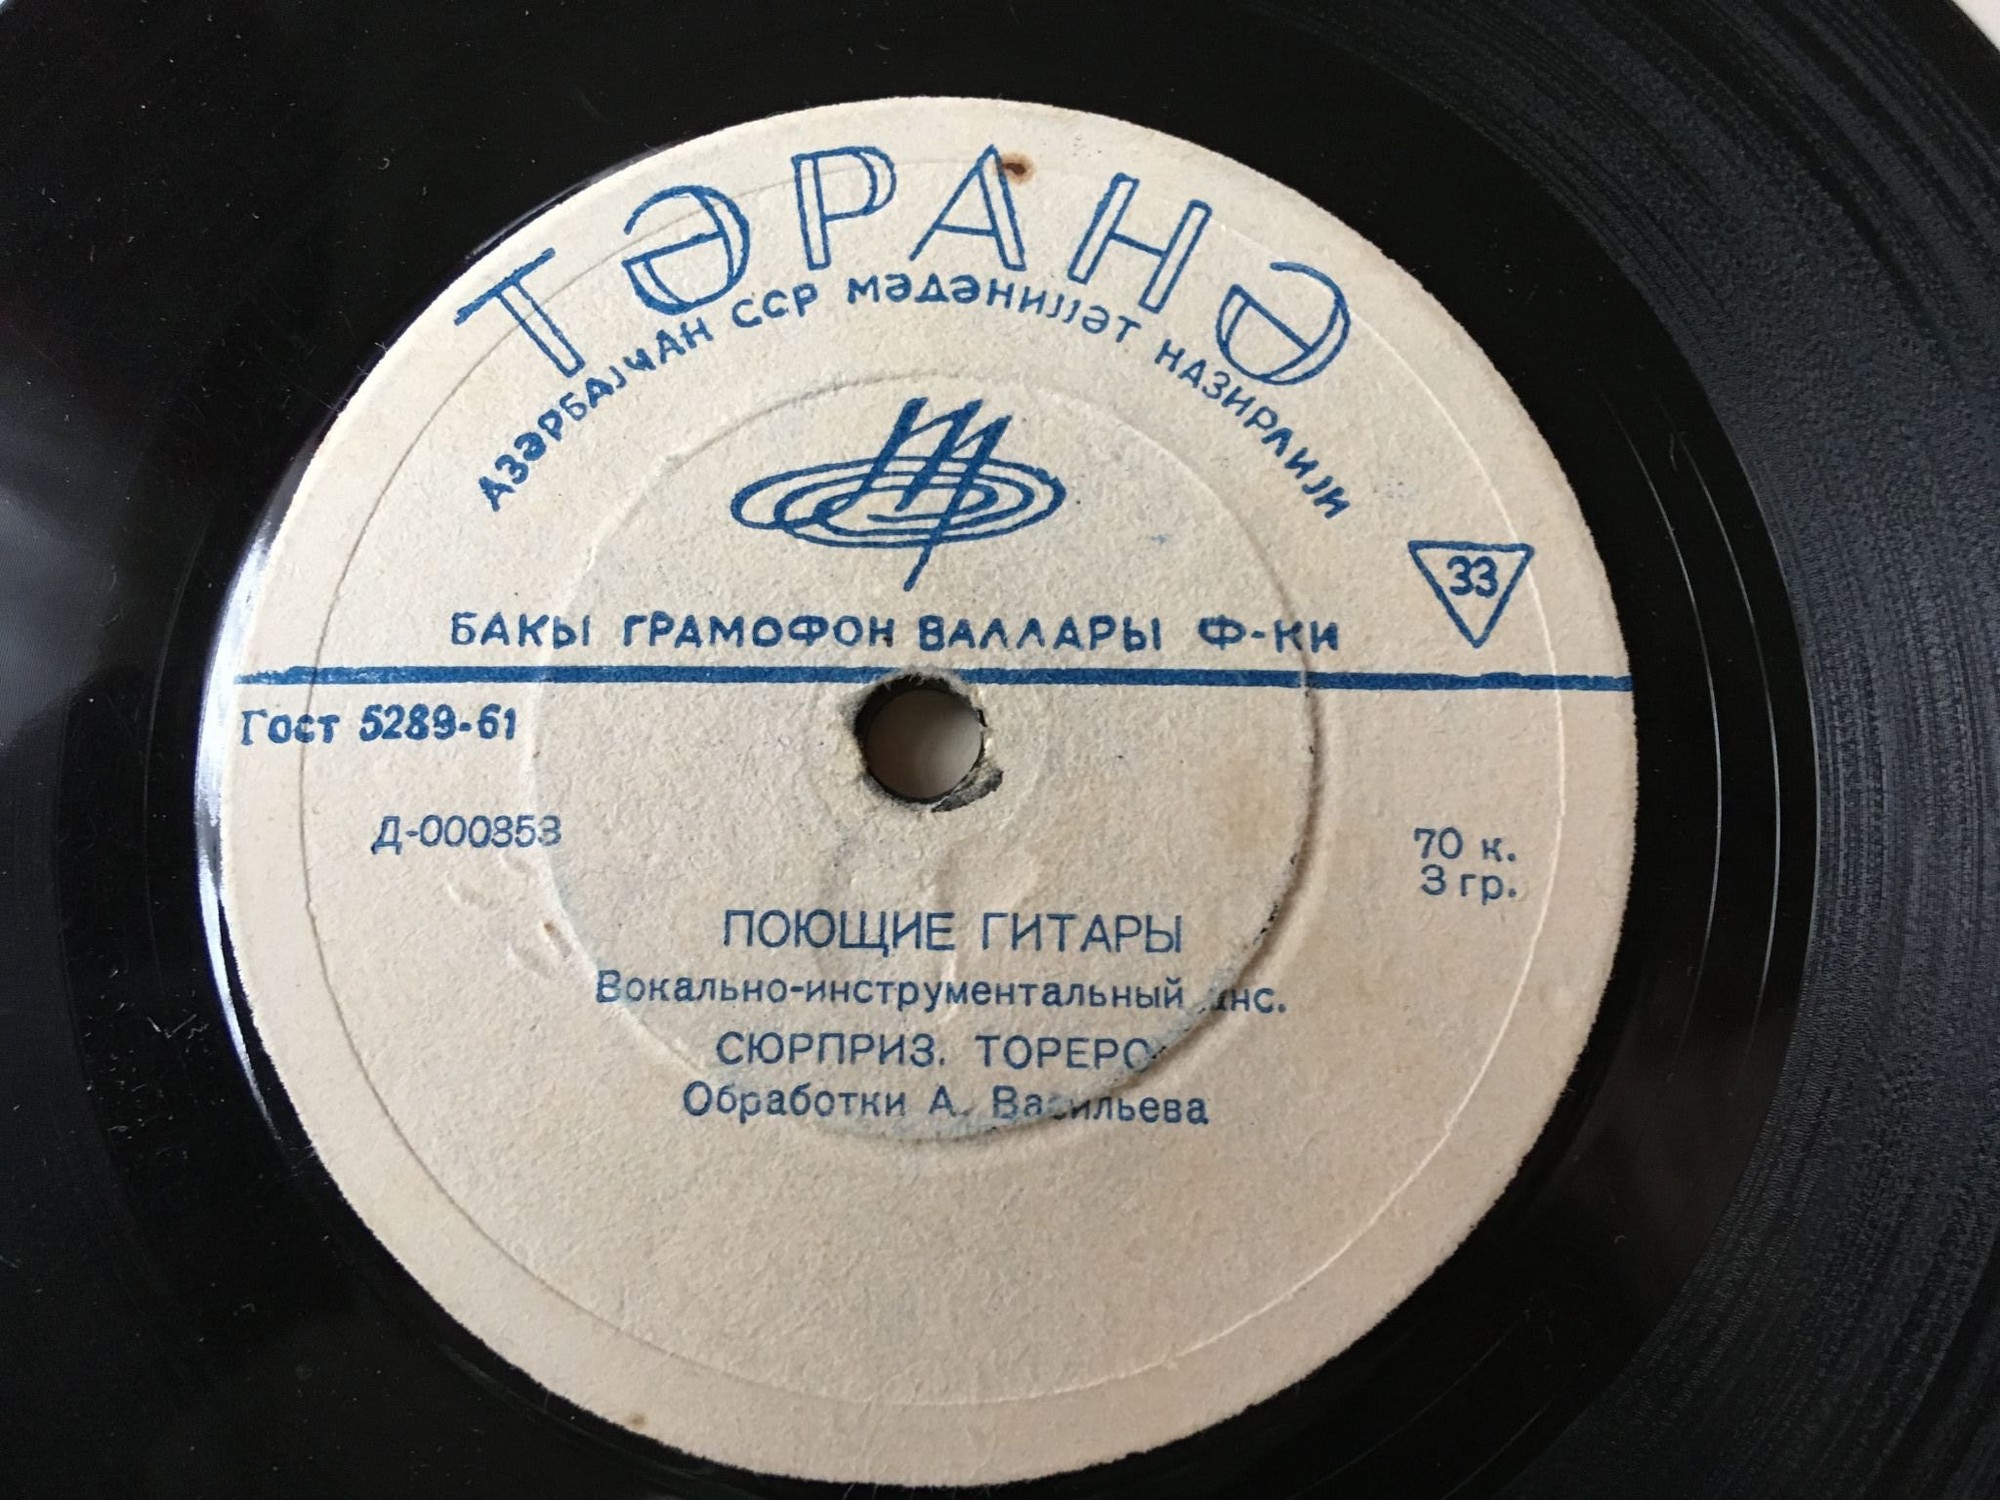 ТӘРАНӘ
АЗӘРБАЈҸАН ССР МӘДӘНИЈЈӘТ НАЗИРЛИЈИ
33
БАКЫ ГРАМОФОН ВАЛЛАРЫ Ф-КИ
Гост 5289-61
Д-000353
70 к.
3 гр.
ПОЮЩИЕ ГИТАРЫ
Вокально-инструментальный анс.
СЮРПРИЗ. ТОРЕРО
Обработки А. Васильева